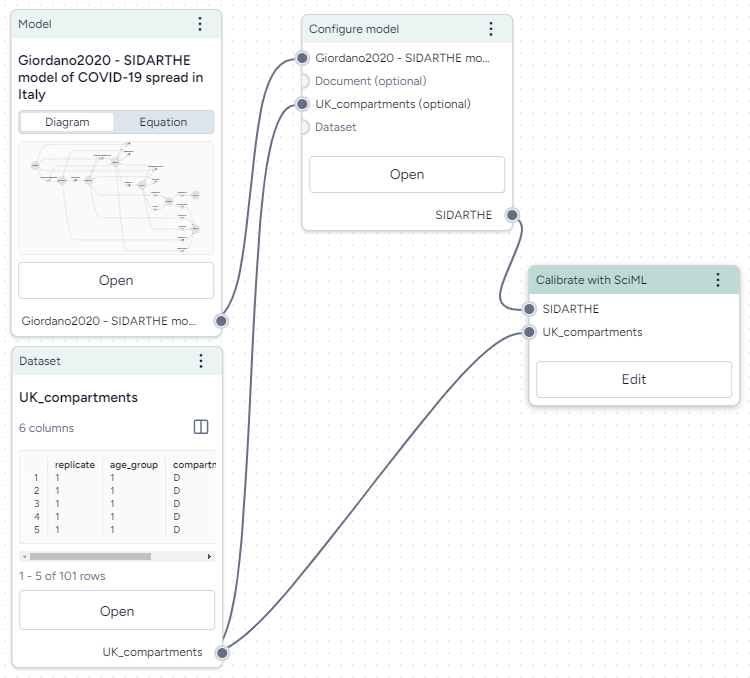 Model
Giordano2020 - SIDARTHE
model of COVID-19 spread in
Italy
Diagram Equation
Open
Giordano2020 - SIDARTHE mo...
Dataset
UK_compartments
6 columns
replicate age_group compartm
1 1 1 D
2 1 1 D
3 1 1 D
4 1 1 D
5 1 1 D
1 - 5 of 101 rows
Open
UK_compartments
Configure model
Giordano2020 - SIDARTHE mo...
Document (optional)
UK_compartments (optional)
Dataset
Open
SIDARTHE
Calibrate with SciML
SIDARTHE
UK_compartments
Edit